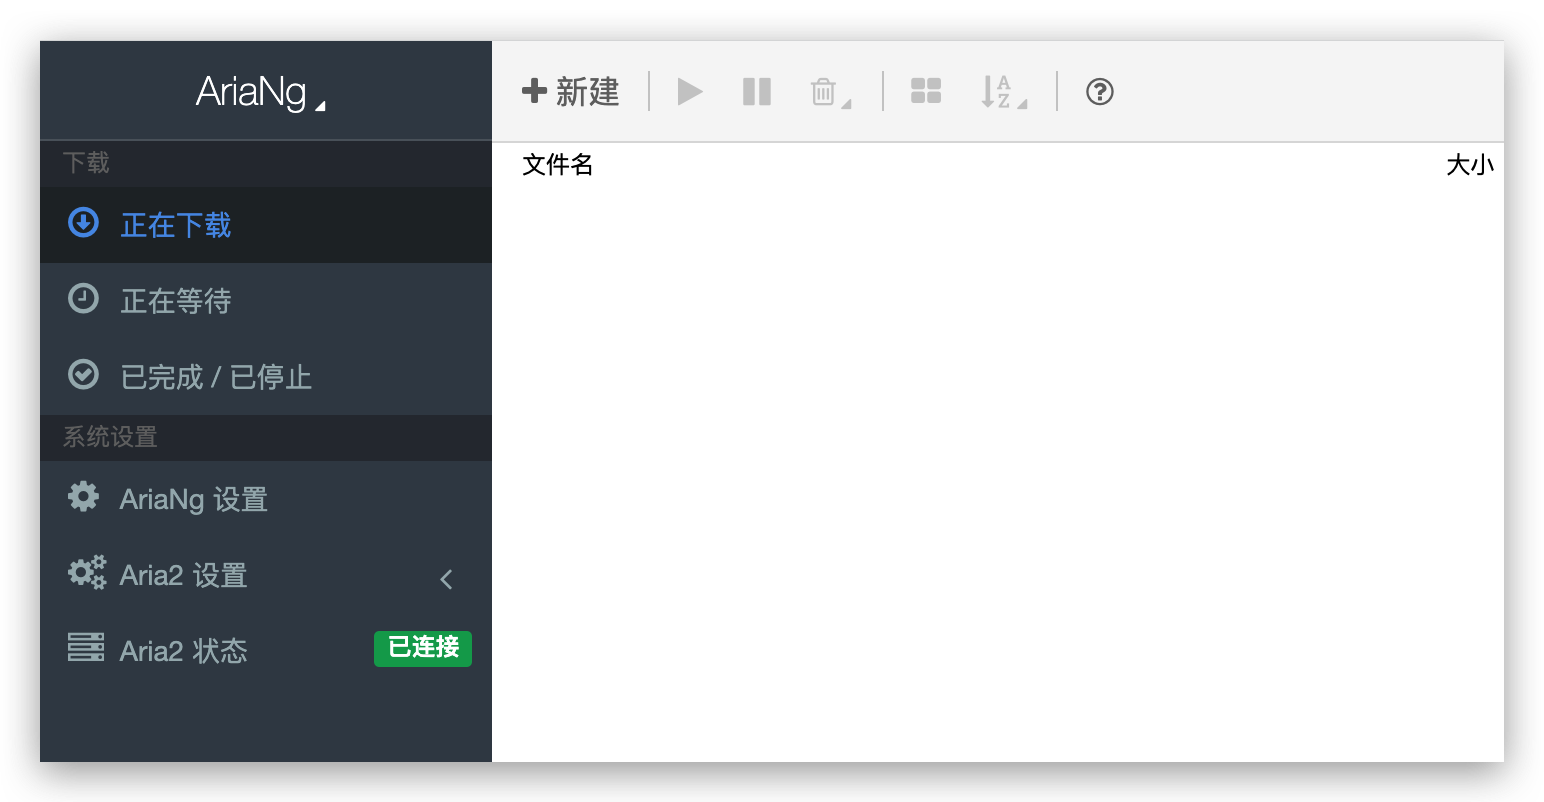 AriaNg
新建
下载
文件名 大小
正在下载
正在等待
已完成 / 已停止
系统设置
AriaNg 设置
Aria2 设置
Aria2 状态 已连接